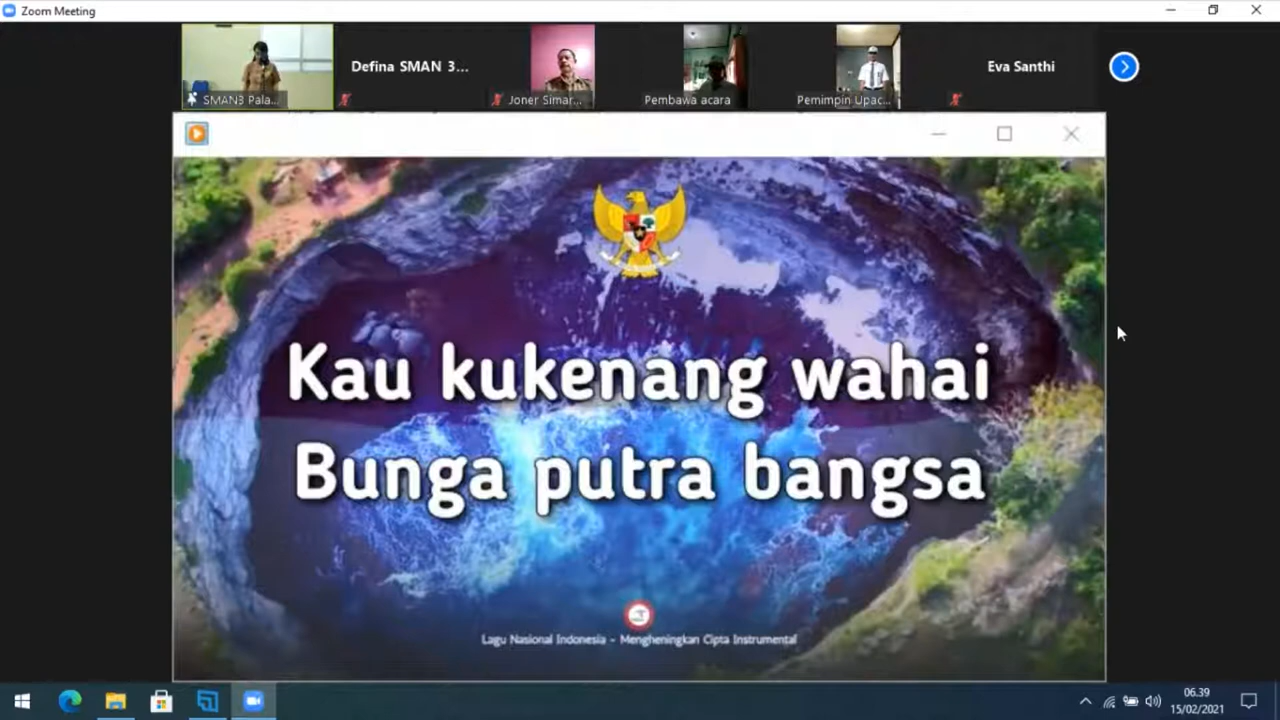 Zoom Meeting
SMAN3 Pala...
Defina SMAN 3...
Joner Simar...
Pembawa acara
Pemimpin Upac...
Eva Santhi
Kau kukenang wahai
Bunga putra bangsa
Lagu Nasional Indonesia - Mengheningkan Cipta Instrumental
06.39
15/02/2021